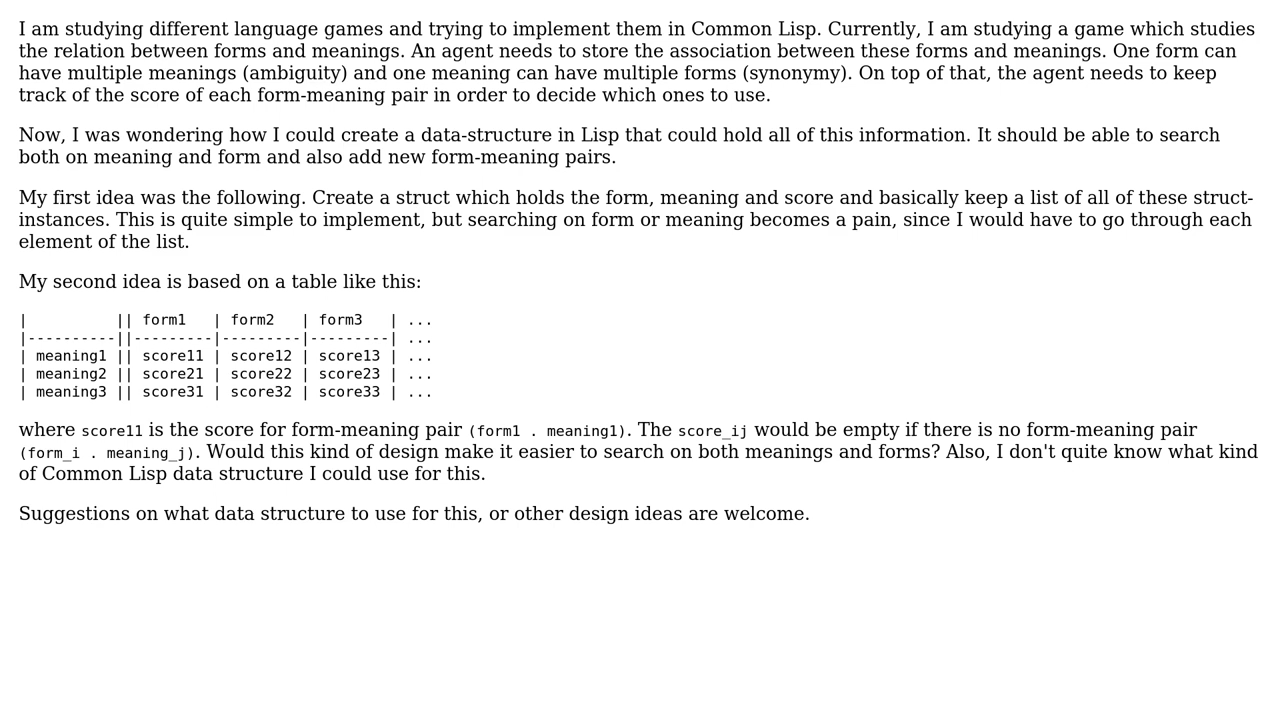 I am studying different language games and trying to implement them in Common Lisp. Currently, I am studying a game which studies
the relation between forms and meanings. An agent needs to store the association between these forms and meanings. One form can
have multiple meanings (ambiguity) and one meaning can have multiple forms (synonymy). On top of that, the agent needs to keep
track of the score of each form-meaning pair in order to decide which ones to use.
Now, I was wondering how I could create a data-structure in Lisp that could hold all of this information. It should be able to search
both on meaning and form and also add new form-meaning pairs.
My first idea was the following. Create a struct which holds the form, meaning and score and basically keep a list of all of these struct-
instances. This is quite simple to implement, but searching on form or meaning becomes a pain, since I would have to go through each
element of the list.
My second idea is based on a table like this:
|          || form1   | form2   | form3   | ...
|----------||---------|---------|---------| ...
| meaning1 || score11 | score12 | score13 | ...
| meaning2 || score21 | score22 | score23 | ...
| meaning3 || score31 | score32 | score33 | ...
where score11 is the score for form-meaning pair (form1 . meaning1). The score_ij would be empty if there is no form-meaning pair
(form_i . meaning_j). Would this kind of design make it easier to search on both meanings and forms? Also, I don't quite know what kind
of Common Lisp data structure I could use for this.
Suggestions on what data structure to use for this, or other design ideas are welcome.